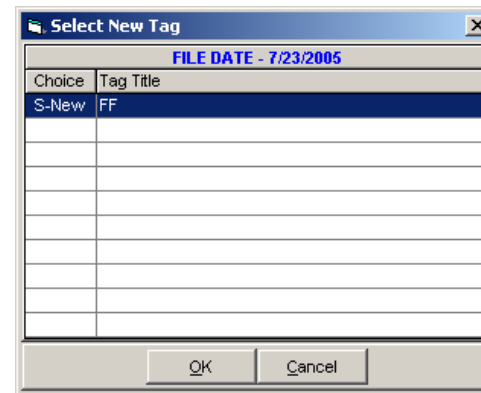 Select New Tag
FILE DATE - 7/23/2005
Choice Tag Title
S-New FF
OK Cancel